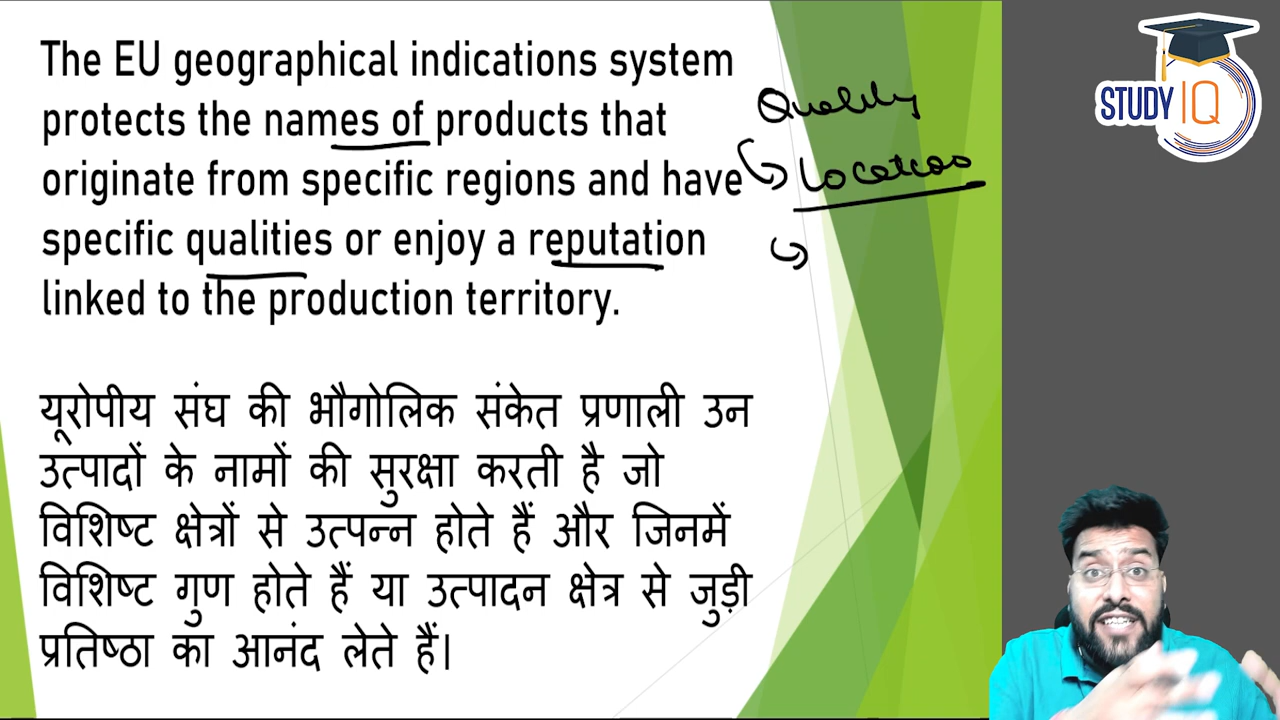 The EU geographical indications system
protects the names of products that
originate from specific regions and have
specific qualities or enjoy a reputation
linked to the production territory.
यूरोपीय संघ की भौगोलिक संकेत प्रणाली उन
उत्पादों के नामों की सुरक्षा करती है जो
विशिष्ट क्षेत्रों से उत्पन्न होते हैं और जिनमें
विशिष्ट गुण होते हैं या उत्पादन क्षेत्र से जुड़ी
प्रतिष्ठा का आनंद लेते हैं।
Quality
Location
STUDY IQ